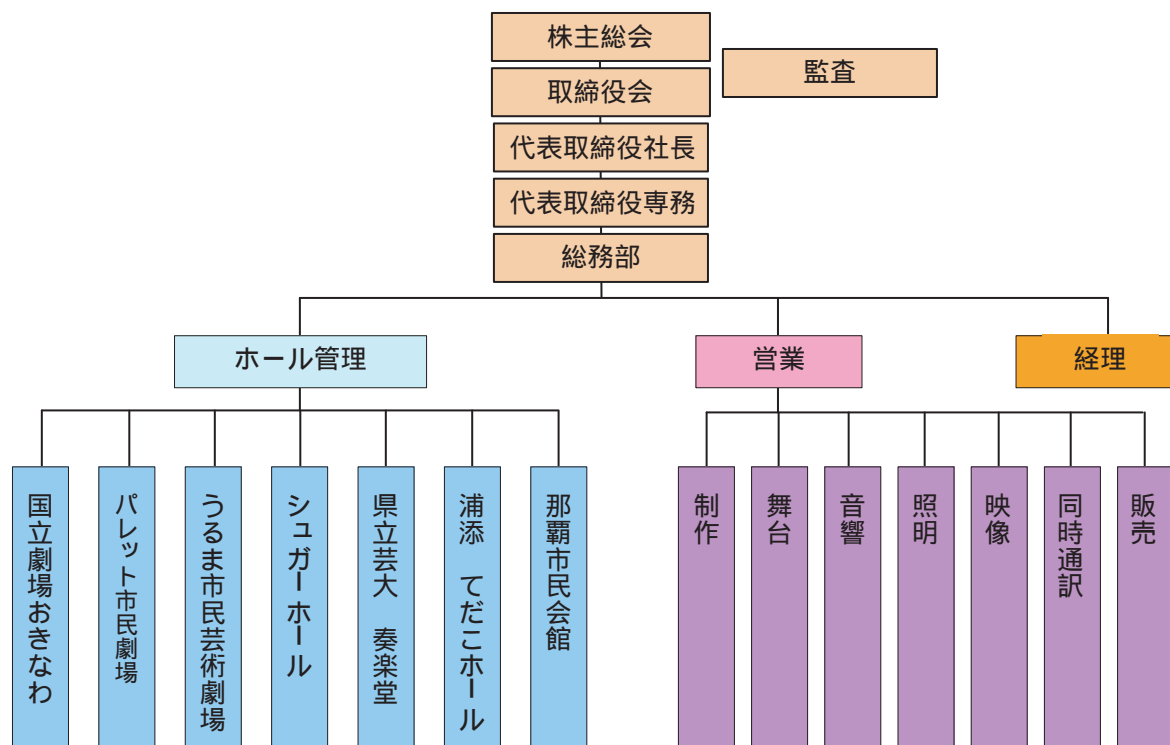 株主総会
監査
取締役会
代表取締役社長
代表取締役専務
総務部
ホール管理
営業
経理
国立劇場おきなわ
パレット市民劇場
うるま市民芸術劇場
シュガーホール
県立芸大 奏楽堂
浦添 てだこホール
那覇市民会館
制作
舞台
音響
照明
映像
同時通訳
販売